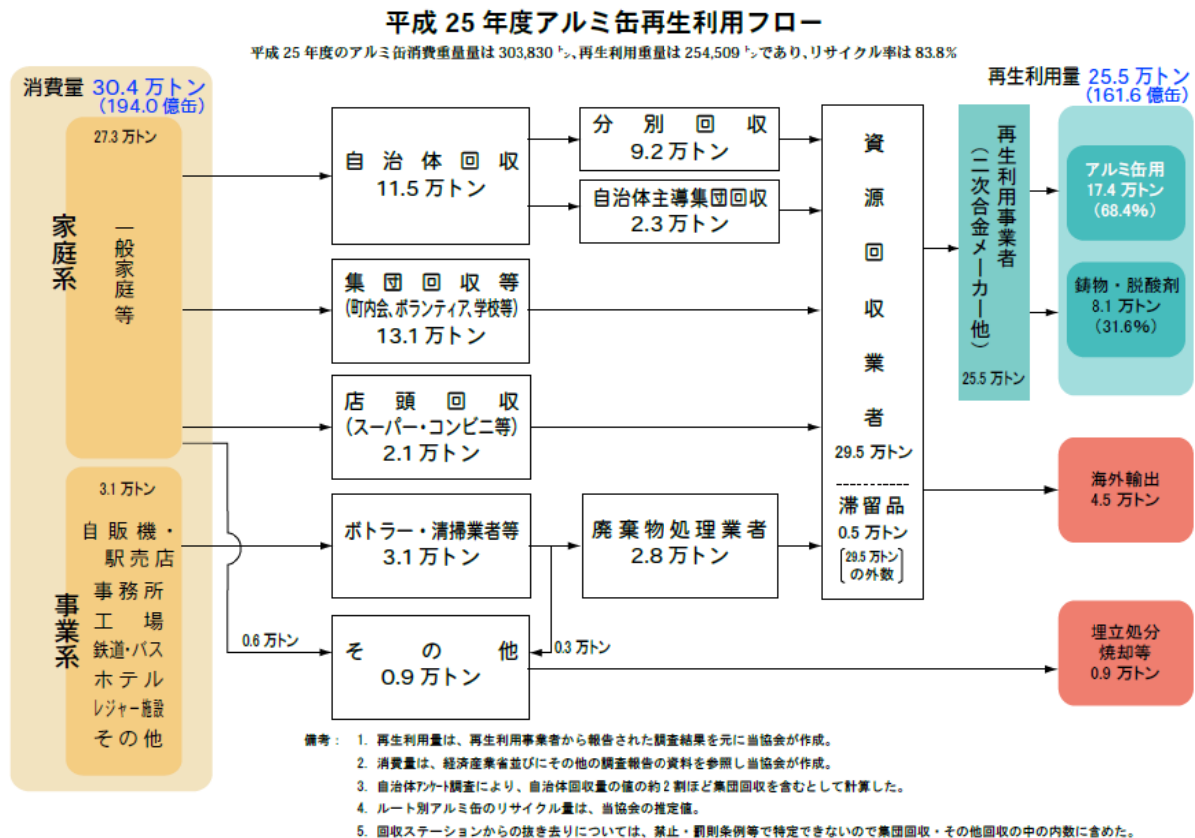 平成 25 年度アルミ缶再生利用フロー
平成 25 年度のアルミ缶消費重量量は 303,830 トン、再生利用重量は 254,509 トンであり、リサイクル率は 83.8%
消費量 30.4 万トン
(194.0 億缶)
27.3 万トン
家庭系
一般家庭等
3.1 万トン
事業系
自販機・
駅売店
事務所
工場
鉄道・バス
ホテル
レジャー施設
その他
自治体回収
11.5 万トン
分別回収
9.2 万トン
自治体主導集団回収
2.3 万トン
集団回収等
(町内会、ボランティア、学校等)
13.1 万トン
店頭回収
(スーパー・コンビニ等)
2.1 万トン
ボトラー・清掃業者等
3.1 万トン
廃棄物処理業者
2.8 万トン
0.6 万トン
その他
0.9 万トン
0.3 万トン
資源回収業者
29.5 万トン
滞留品
0.5 万トン
[29.5 万トン
の外数]
再生利用事業者
(二次合金メーカー他)
25.5 万トン
再生利用量 25.5 万トン
(161.6 億缶)
アルミ缶用
17.4 万トン
(68.4%)
鋳物・脱酸剤
8.1 万トン
(31.6%)
海外輸出
4.5 万トン
埋立処分
焼却等
0.9 万トン
備考： 1. 再生利用量は、再生利用事業者から報告された調査結果を元に当協会が作成。
2. 消費量は、経済産業省並びにその他の調査報告の資料を参照し当協会が作成。
3. 自治体アンケート調査により、自治体回収量の値の約２割ほど集団回収を含むとして計算した。
4. ルート別アルミ缶のリサイクル量は、当協会の推定値。
5. 回収ステーションからの抜き去りについては、禁止・罰則条例等で特定できないので集団回収・その他回収の中の内数に含めた。